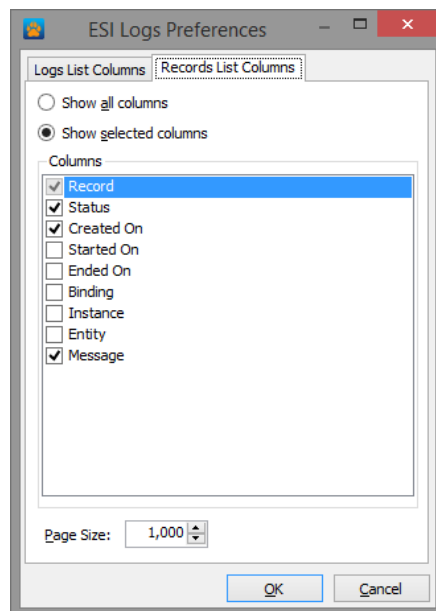 ESI Logs Preferences
Logs List Columns Records List Columns
Show all columns
Show selected columns
Columns
Record
Status
Created On
Started On
Ended On
Binding
Instance
Entity
Message
Page Size: 1,000
OK Cancel